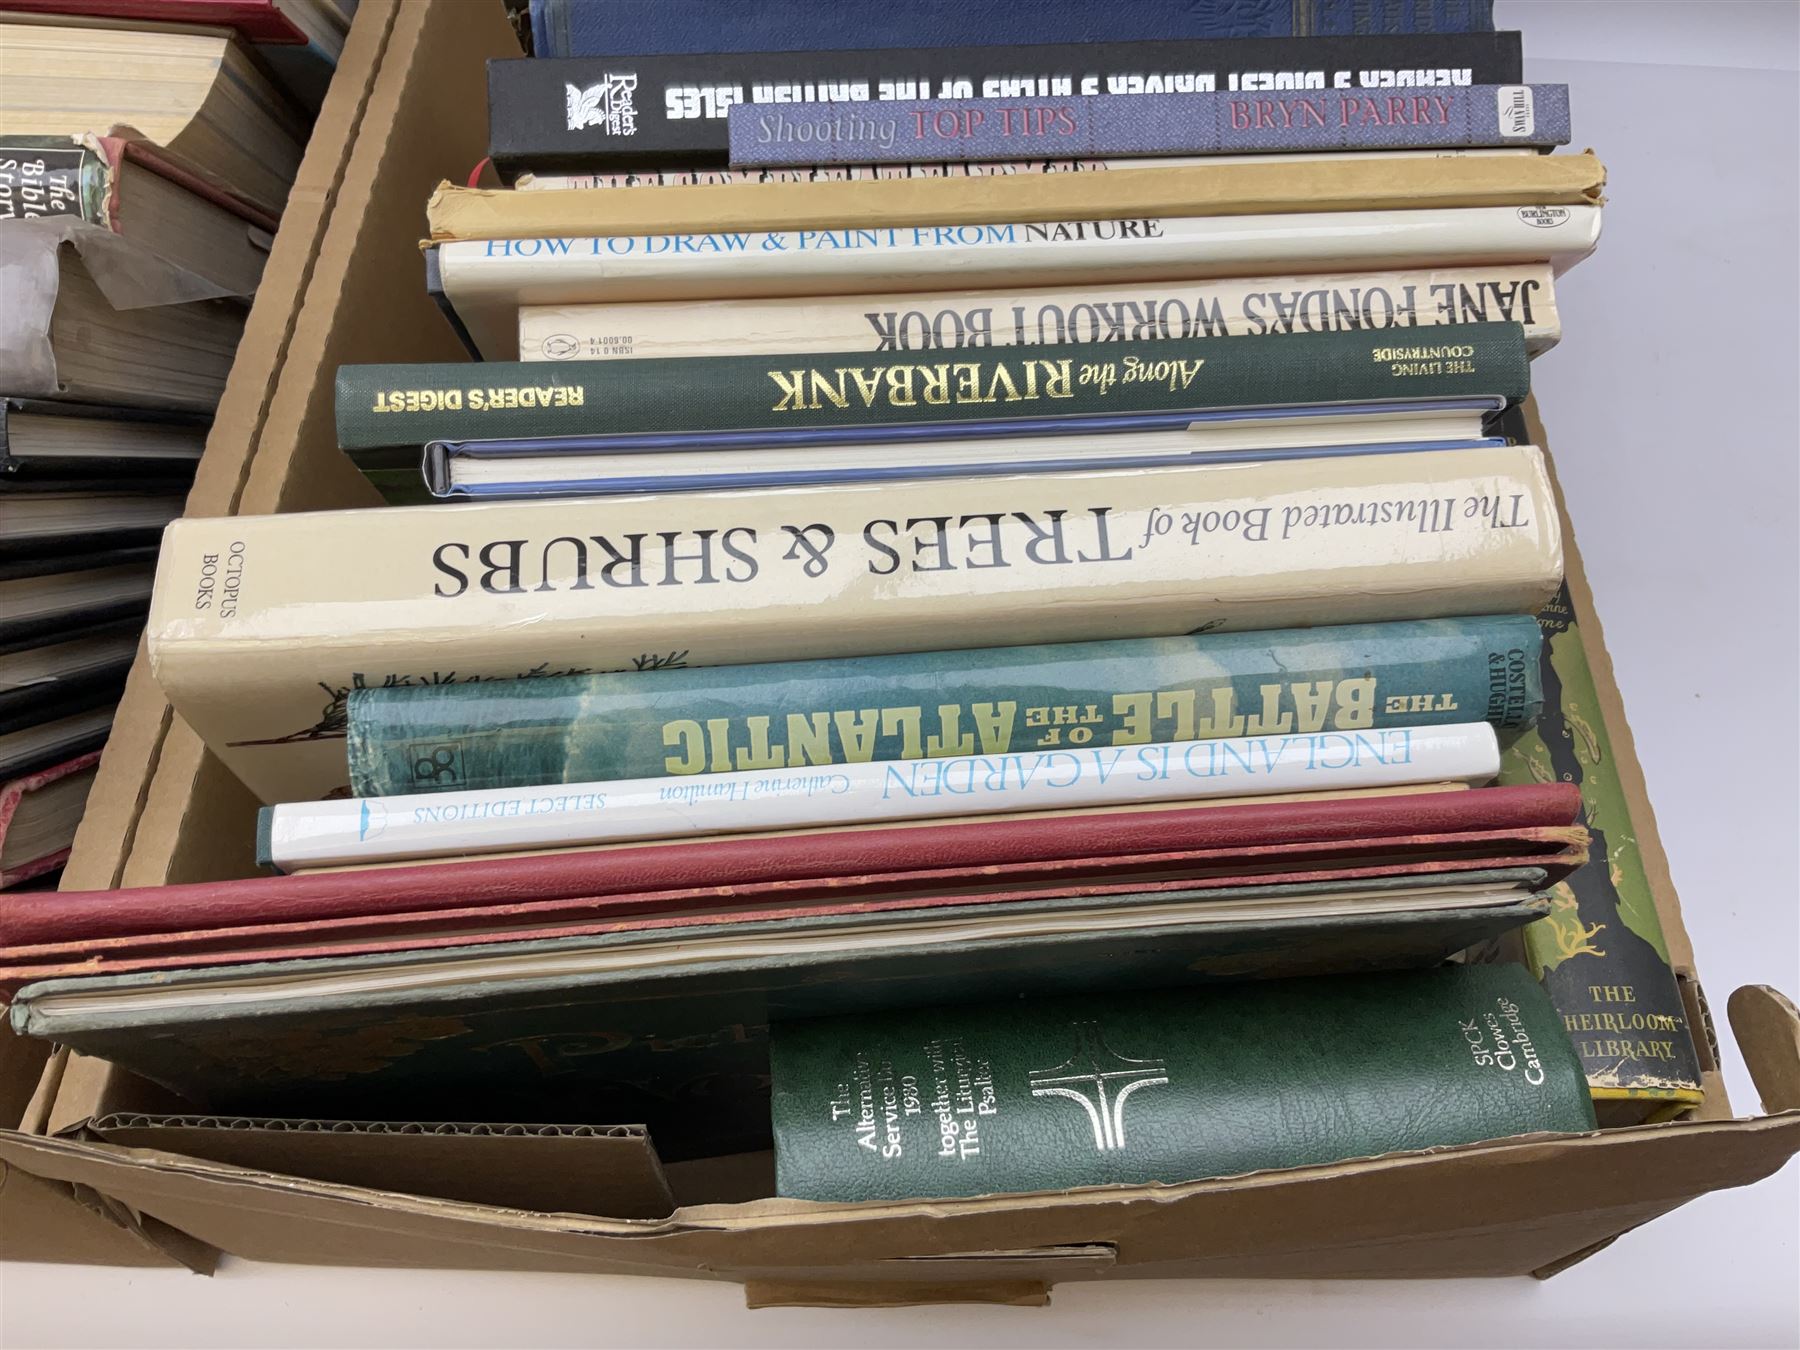 The
Bible
Story
Reader's
Digest
READER'S DIGEST DRIVER'S ATLAS OF THE BRITISH ISLES
Shooting TOP TIPS BRYN PARRY SWAN HILL
HOW TO DRAW & PAINT FROM NATURE
BURLINGTON
BOOKS
JANE FONDA'S WORKOUT BOOK
ISBN 0 14
00.6001 4
THE LIVING
COUNTRYSIDE
Along the RIVERBANK
READER'S DIGEST
The Illustrated Book of TREES & SHRUBS
OCTOPUS
BOOKS
THE BATTLE OF THE ATLANTIC
ENGLAND IS A GARDEN Catherine Hamilton SELECT EDITIONS
The
Alternative
Service
1980
together with
The Liturgical
Psalter
SPCK
Clowes
Cambridge
THE
HEIRLOOM
LIBRARY